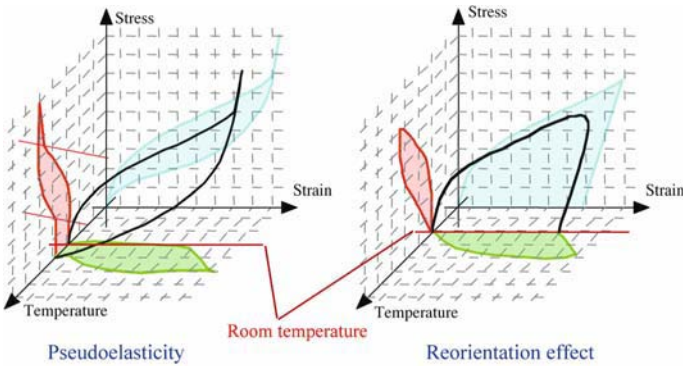 Stress
Strain
Temperature
Pseudoelasticity
Room temperature
Stress
Strain
Temperature
Reorientation effect